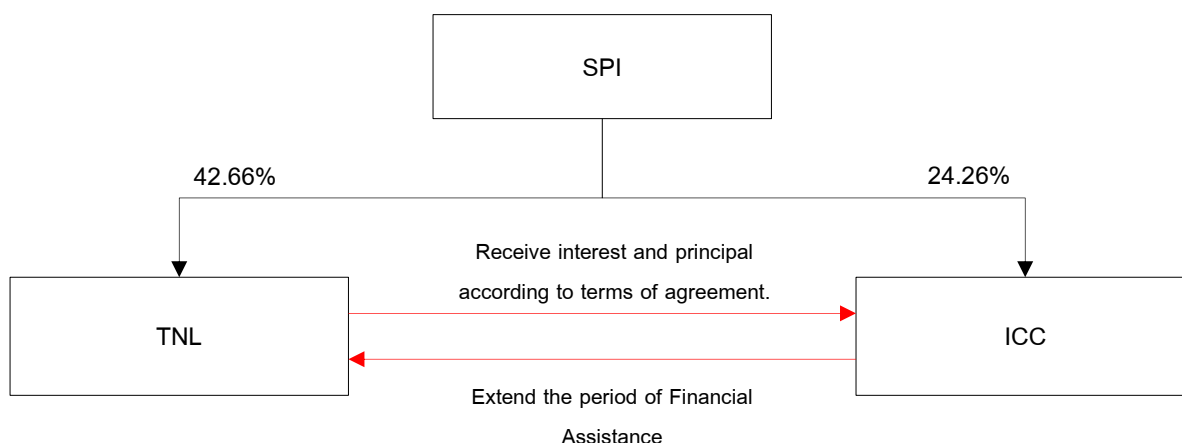 SPI
42.66%
24.26%
Receive interest and principal
according to terms of agreement.
TNL
ICC
Extend the period of Financial
Assistance